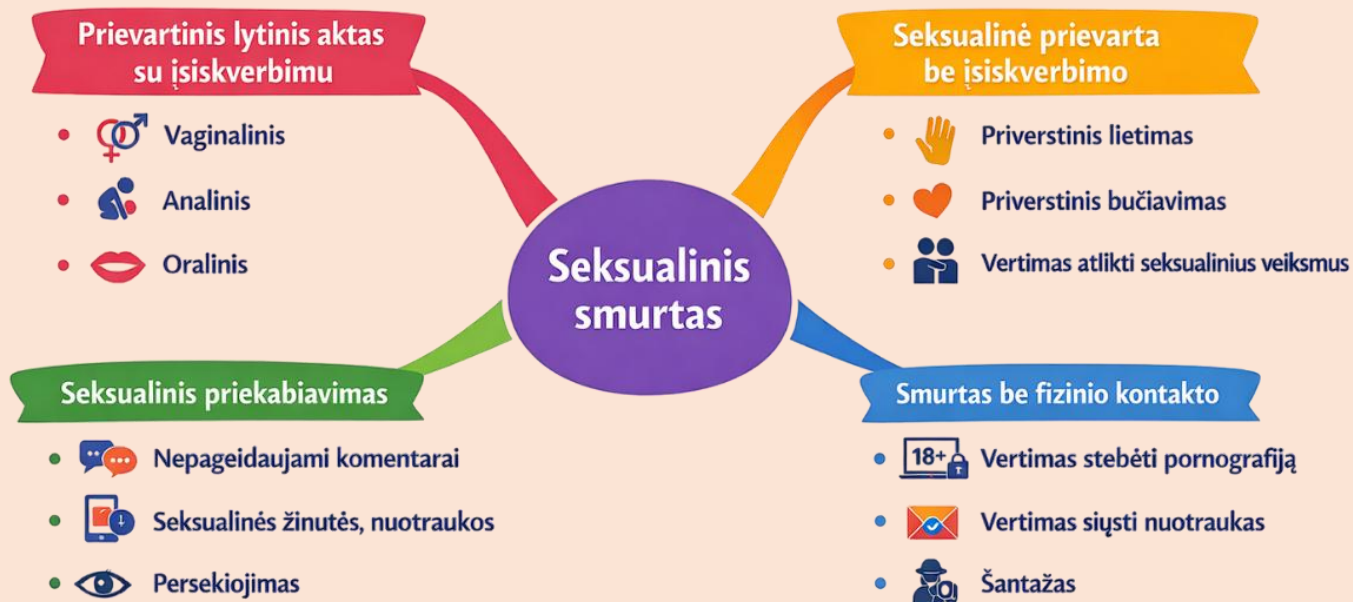 Prievartinis lytinis aktas
su įsiskverbimu
Vaginalinis
Analinis
Oralinis
Seksualinė prievarta
be įsiskverbimo
Priverstinis lietimas
Priverstinis bučiavimas
Vertimas atlikti seksualinius veiksmus
Seksualinis
smurtas
Seksualinis priekabiavimas
Nepageidaujami komentarai
Seksualinės žinutės, nuotraukos
Persekiojimas
Smurtas be fizinio kontakto
18+
Vertimas stebėti pornografiją
Vertimas siųsti nuotraukas
Šantažas